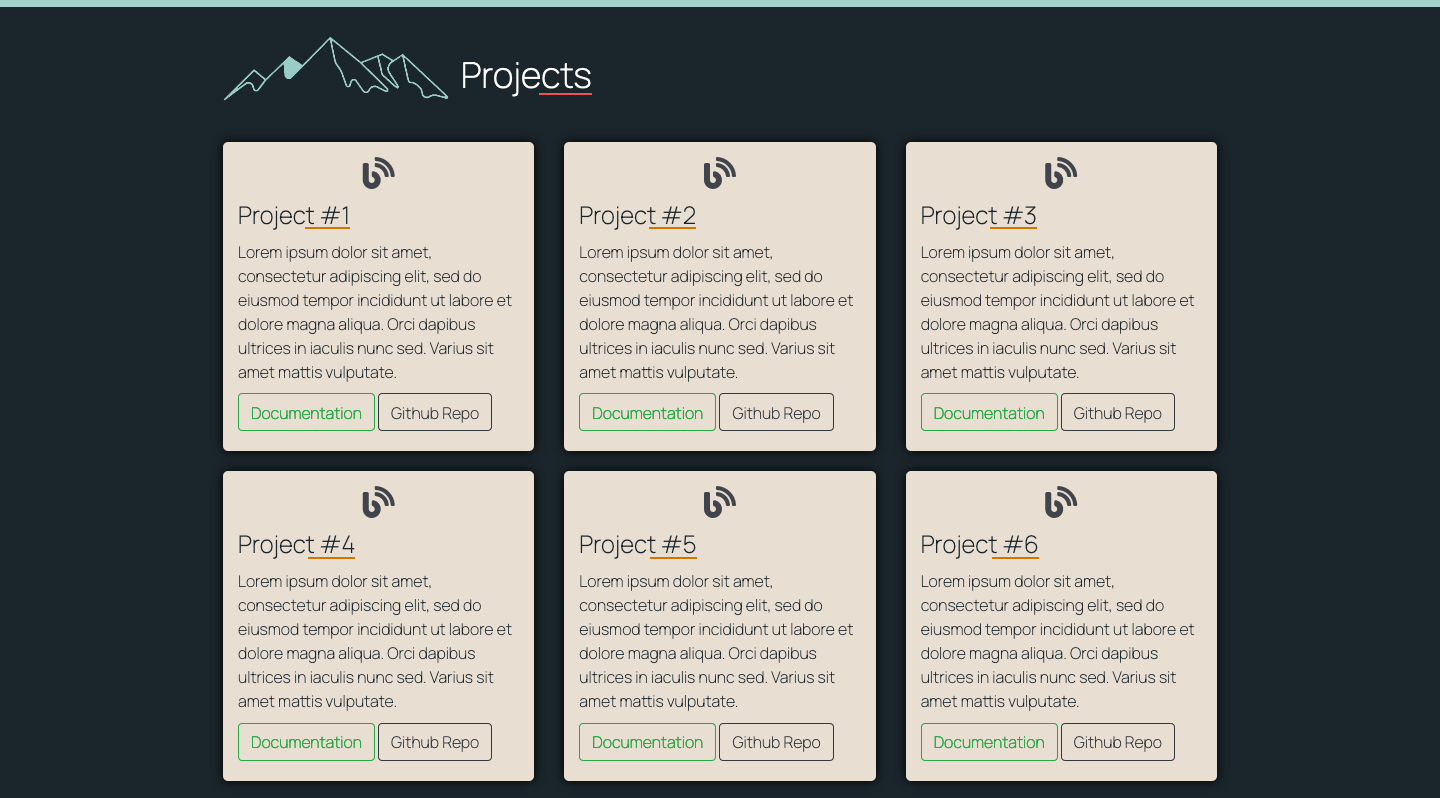 Projects
Project #1
Lorem ipsum dolor sit amet,
consectetur adipiscing elit, sed do
eiusmod tempor incididunt ut labore et
dolore magna aliqua. Orci dapibus
ultrices in iaculis nunc sed. Varius sit
amet mattis vulputate.
Documentation
Github Repo
Project #2
Lorem ipsum dolor sit amet,
consectetur adipiscing elit, sed do
eiusmod tempor incididunt ut labore et
dolore magna aliqua. Orci dapibus
ultrices in iaculis nunc sed. Varius sit
amet mattis vulputate.
Documentation
Github Repo
Project #3
Lorem ipsum dolor sit amet,
consectetur adipiscing elit, sed do
eiusmod tempor incididunt ut labore et
dolore magna aliqua. Orci dapibus
ultrices in iaculis nunc sed. Varius sit
amet mattis vulputate.
Documentation
Github Repo
Project #4
Lorem ipsum dolor sit amet,
consectetur adipiscing elit, sed do
eiusmod tempor incididunt ut labore et
dolore magna aliqua. Orci dapibus
ultrices in iaculis nunc sed. Varius sit
amet mattis vulputate.
Documentation
Github Repo
Project #5
Lorem ipsum dolor sit amet,
consectetur adipiscing elit, sed do
eiusmod tempor incididunt ut labore et
dolore magna aliqua. Orci dapibus
ultrices in iaculis nunc sed. Varius sit
amet mattis vulputate.
Documentation
Github Repo
Project #6
Lorem ipsum dolor sit amet,
consectetur adipiscing elit, sed do
eiusmod tempor incididunt ut labore et
dolore magna aliqua. Orci dapibus
ultrices in iaculis nunc sed. Varius sit
amet mattis vulputate.
Documentation
Github Repo